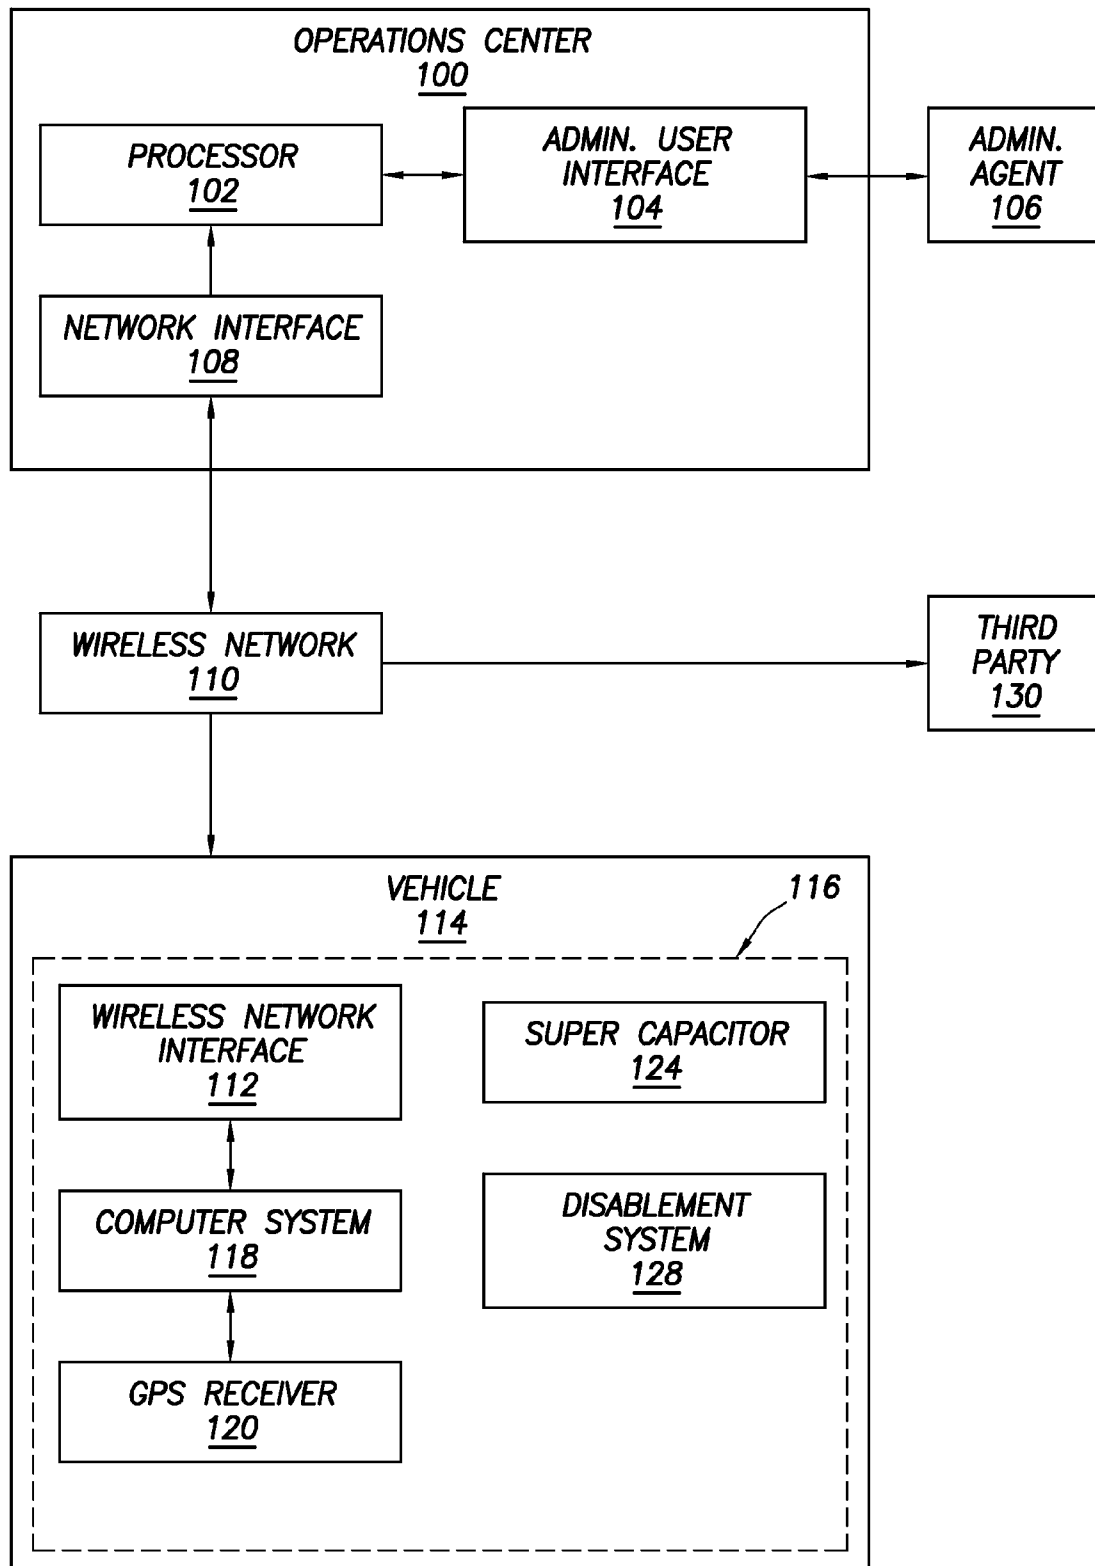 OPERATIONS CENTER
100
PROCESSOR
102
ADMIN. USER
INTERFACE
104
ADMIN.
AGENT
106
NETWORK INTERFACE
108
WIRELESS NETWORK
110
THIRD
PARTY
130
VEHICLE
114
116
WIRELESS NETWORK
INTERFACE
112
SUPER CAPACITOR
124
COMPUTER SYSTEM
118
DISABLEMENT
SYSTEM
128
GPS RECEIVER
120